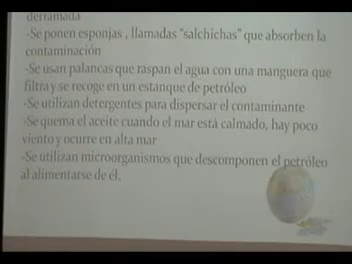 derramada
-Se ponen esponjas , llamadas "salchichas" que absorben la
contaminación
-Se usan palancas que raspan el agua con una manguera que
filtra y se recoge en un estanque de petróleo
-Se utilizan detergentes para dispersar el contaminante
-Se quema el aceite cuando el mar está calmado, hay poco
viento y ocurre en alta mar
-Se utilizan microorganismos que descomponen el petróleo
al alimentarse de él.